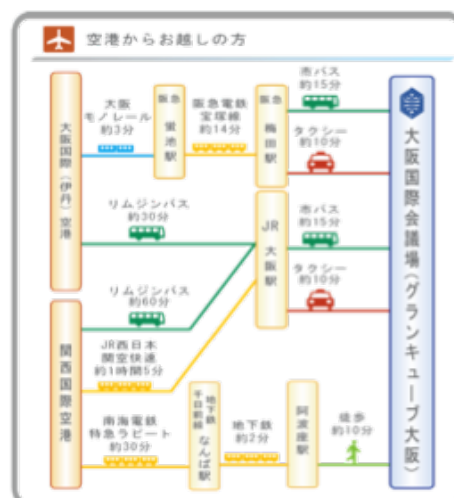 空港からお越しの方
大阪国際(伊丹)空港
大阪
モノレール
約3分
阪急
蛍池駅
阪急電鉄
宝塚線
約14分
阪急
梅田駅
市バス
約15分
タクシー
約10分
リムジンバス
約30分
JR
大阪駅
市バス
約15分
タクシー
約10分
大阪国際会議場(グランキューブ大阪)
関西国際空港
リムジンバス
約60分
JR西日本
関空快速
約1時間5分
南海電鉄
特急ラピート
約30分
地下鉄
千日前線
なんば駅
地下鉄
約2分
阿波座駅
徒歩
約10分